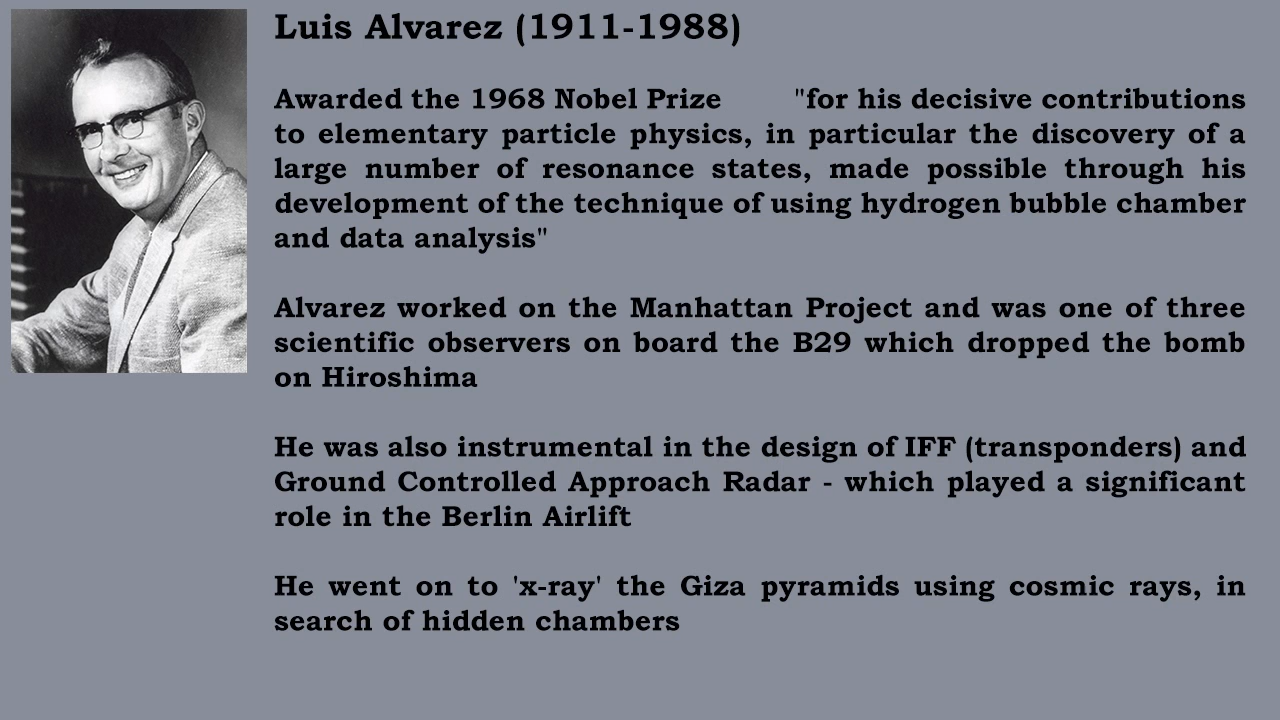 Luis Alvarez (1911-1988)
Awarded the 1968 Nobel Prize "for his decisive contributions
to elementary particle physics, in particular the discovery of a
large number of resonance states, made possible through his
development of the technique of using hydrogen bubble chamber
and data analysis"
Alvarez worked on the Manhattan Project and was one of three
scientific observers on board the B29 which dropped the bomb
on Hiroshima
He was also instrumental in the design of IFF (transponders) and
Ground Controlled Approach Radar - which played a significant
role in the Berlin Airlift
He went on to 'x-ray' the Giza pyramids using cosmic rays, in
search of hidden chambers